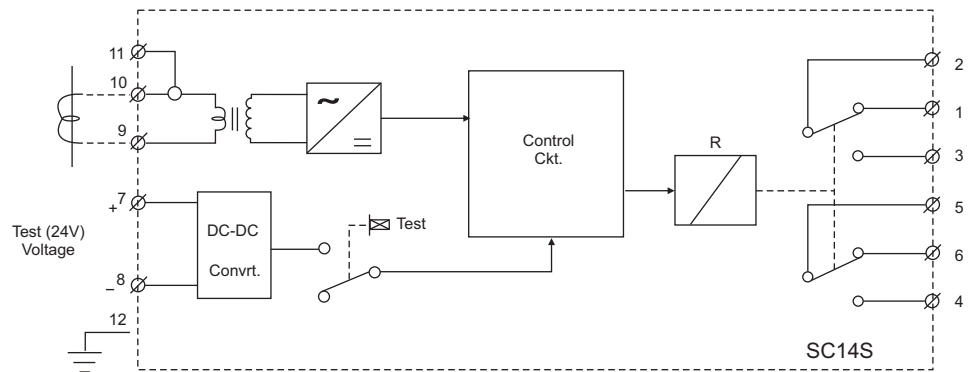 11
10
9
+7
Test (24V)
Voltage
_8
12
DC-DC
Convrt.
~
=
Test
Control
Ckt.
R
2
1
3
5
6
4
SC14S